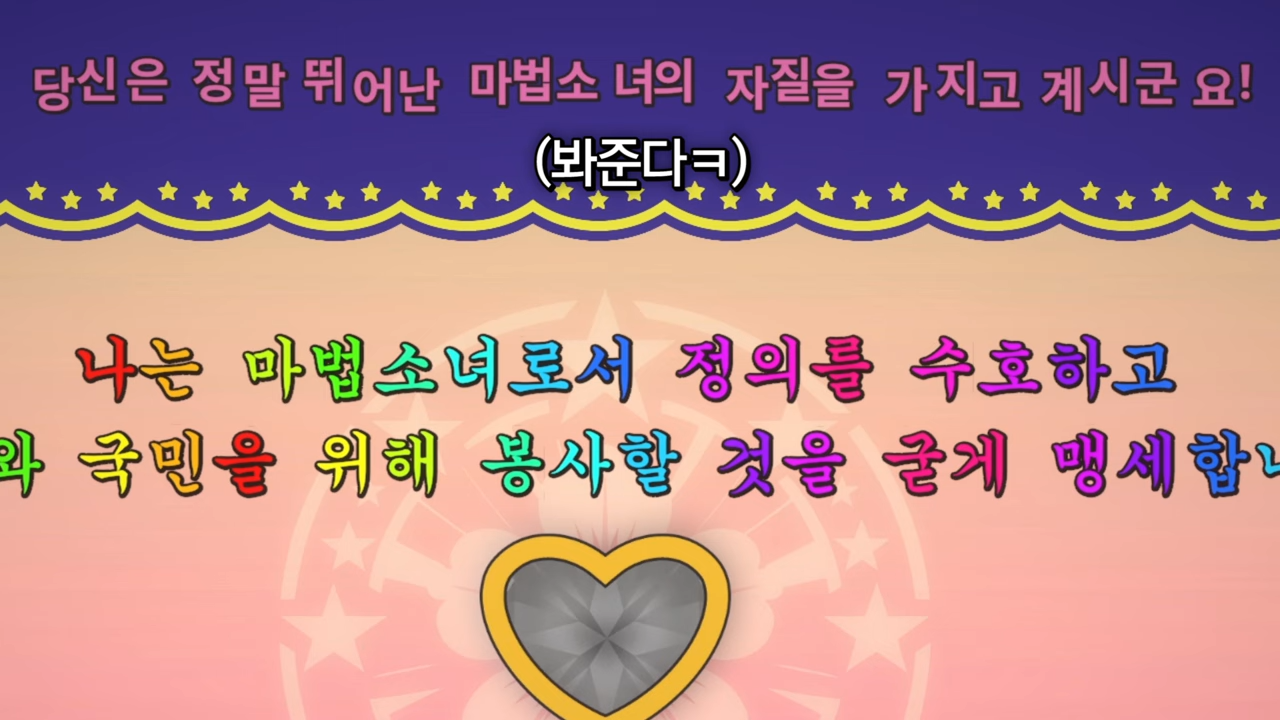 당신은 정말 뛰어난 마법소녀의 자질을 가지고 계시군요!
(봐준다ㅋ)
나는 마법소녀로서 정의를 수호하고
와 국민을 위해 봉사할 것을 굳게 맹세합니